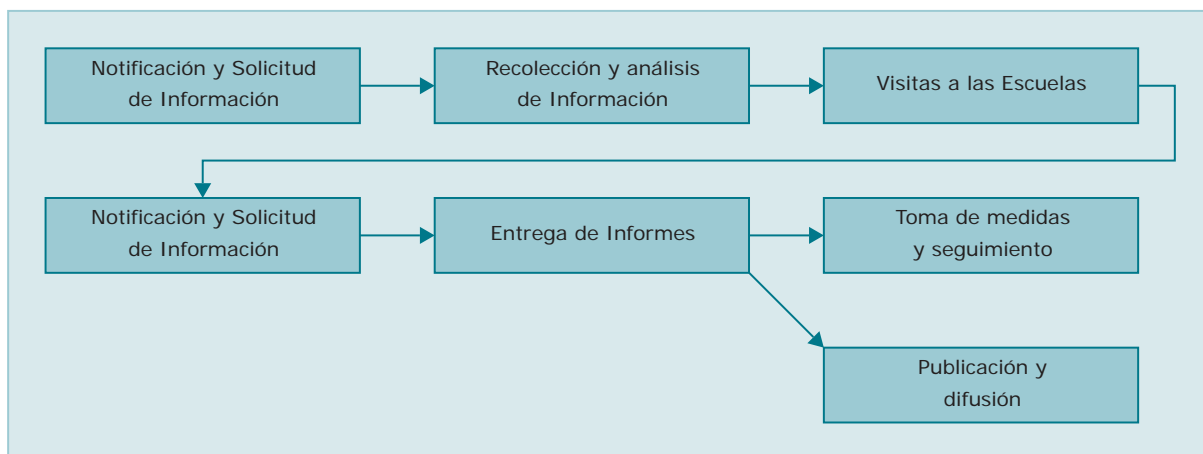 Notificación y Solicitud
de Información
Recolección y análisis
de Información
Visitas a las Escuelas
Notificación y Solicitud
de Información
Entrega de Informes
Toma de medidas
y seguimiento
Publicación y
difusión